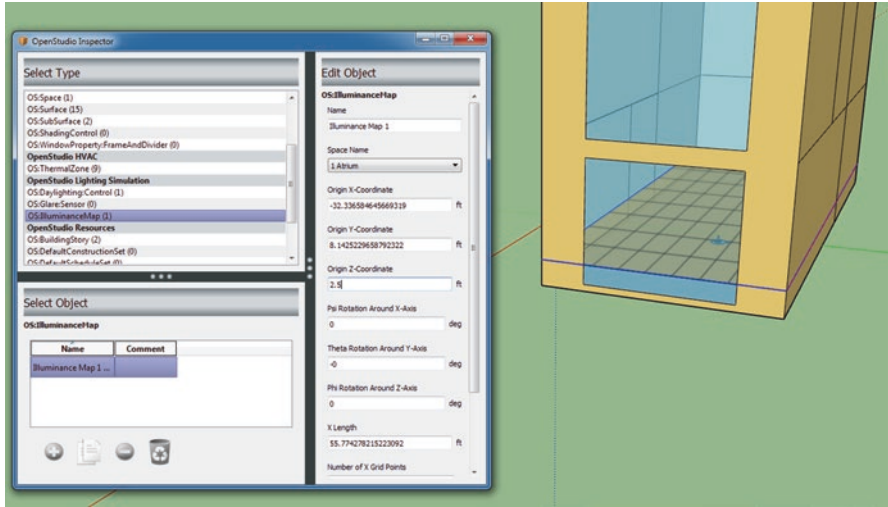 OpenStudio Inspector
Select Type
OS:Space (1)
OS:Surface (15)
OS:SubSurface (2)
OS:ShadingControl (0)
OS:WindowProperty:FrameAndDivider (0)
OpenStudio HVAC
OS:ThermalZone (9)
OpenStudio Lighting Simulation
OS:Daylighting:Control (1)
OS:GlareSensor (0)
OS:IlluminanceMap (1)
OpenStudio Resources
OS:BuildingStory (2)
OS:DefaultConstructionSet (0)
OS:DefaultScheduleSet (0)
Select Object
OS:IlluminanceMap
Name Comment
Illuminance Map 1 ...
Edit Object
OS:IlluminanceMap
Name
Illuminance Map 1
Space Name
1 Atrium
Origin X-Coordinate
-32.336584645669319 ft
Origin Y-Coordinate
8.1425229658792322 ft
Origin Z-Coordinate
2.5 ft
Psi Rotation Around X-Axis
0 deg
Theta Rotation Around Y-Axis
-0 deg
Phi Rotation Around Z-Axis
0 deg
X Length
55.774278215223092 ft
Number of X Grid Points